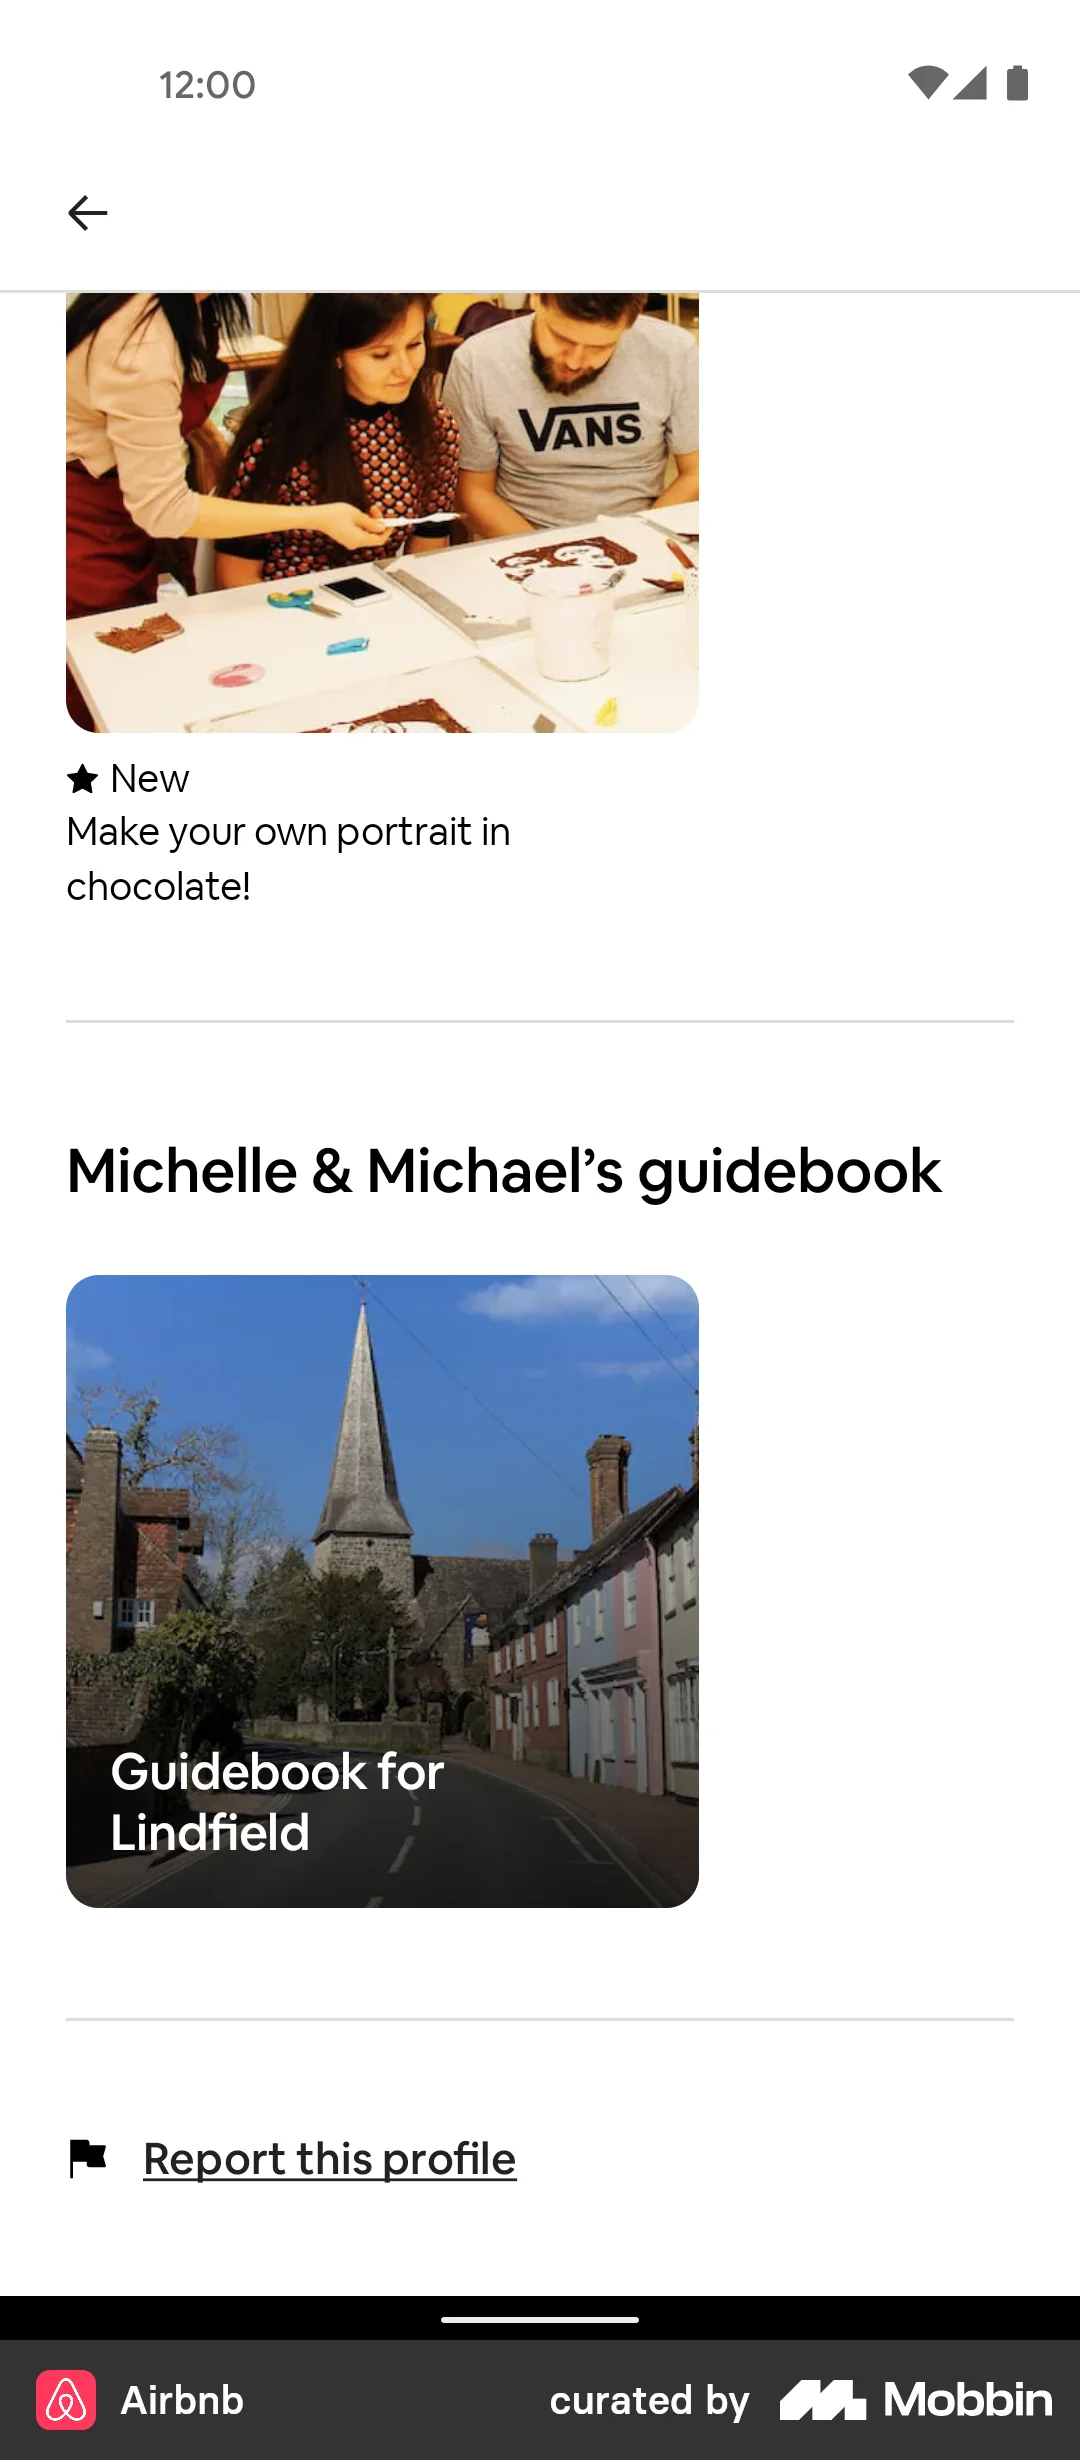 12:00
VANS
New
Make your own portrait in
chocolate!
Michelle & Michael’s guidebook
Guidebook for
Lindfield
Report this profile
Airbnb
curated by Mobbin